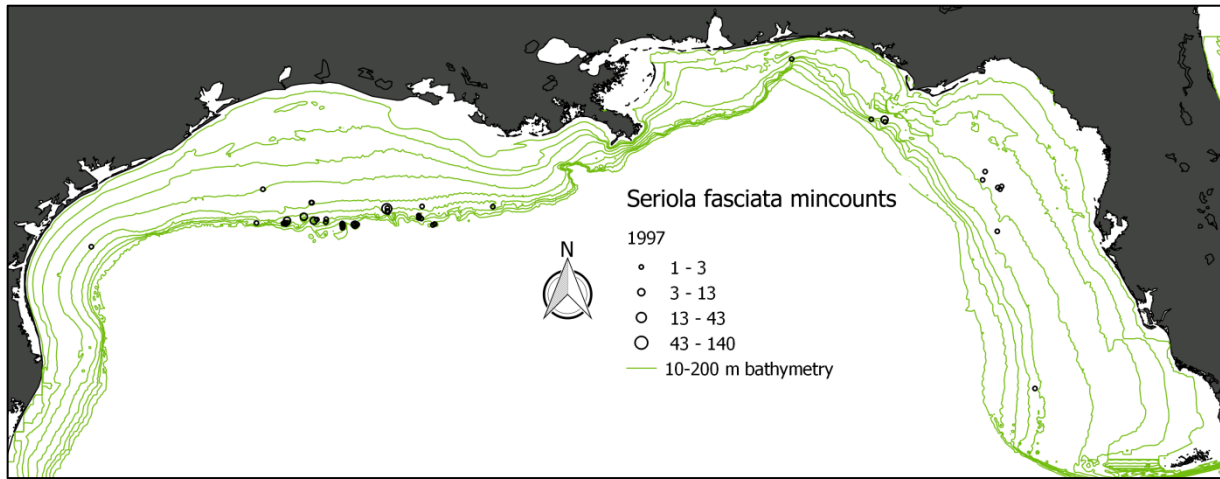 Seriola fasciata mincounts
1997
1 - 3
3 - 13
13 - 43
43 - 140
10-200 m bathymetry
N